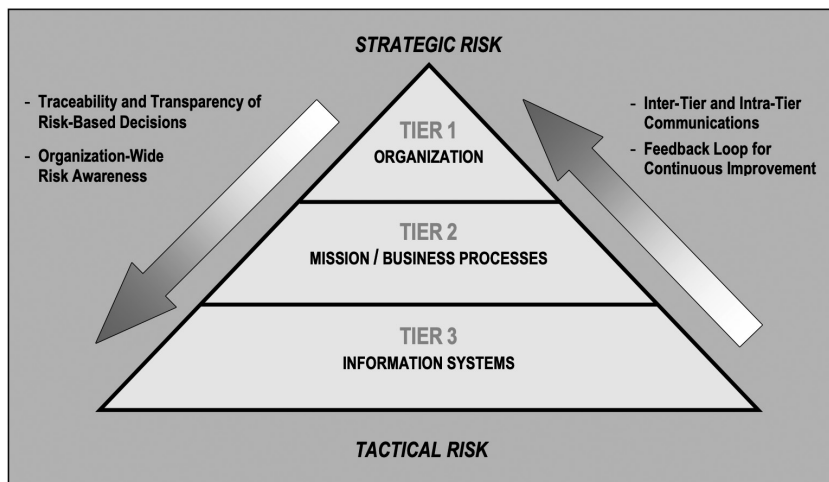 STRATEGIC RISK
- Traceability and Transparency of
Risk-Based Decisions
- Organization-Wide
Risk Awareness
- Inter-Tier and Intra-Tier
Communications
- Feedback Loop for
Continuous Improvement
TIER 1
ORGANIZATION
TIER 2
MISSION / BUSINESS PROCESSES
TIER 3
INFORMATION SYSTEMS
TACTICAL RISK